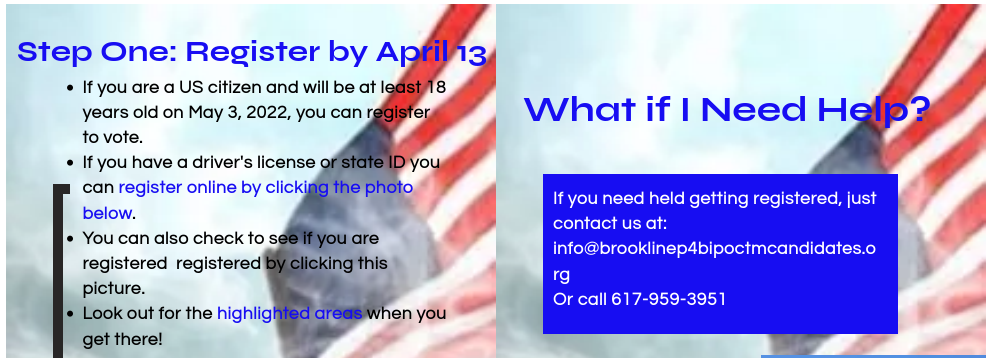 Step One: Register by April 13
• If you are a US citizen and will be at least 18
years old on May 3, 2022, you can register
to vote.
• If you have a driver's license or state ID you
can register online by clicking the photo
below.
• You can also check to see if you are
registered  registered by clicking this
picture.
• Look out for the highlighted areas when you
get there!
What if I Need Help?
If you need held getting registered, just
contact us at:
info@brooklinep4bipoctmcandidates.o
rg
Or call 617-959-3951